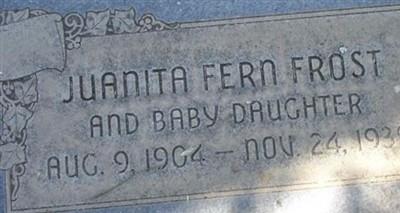 JUANITA FERN FROST
AND BABY DAUGHTER
AUG. 9, 1904 – NOV. 24,